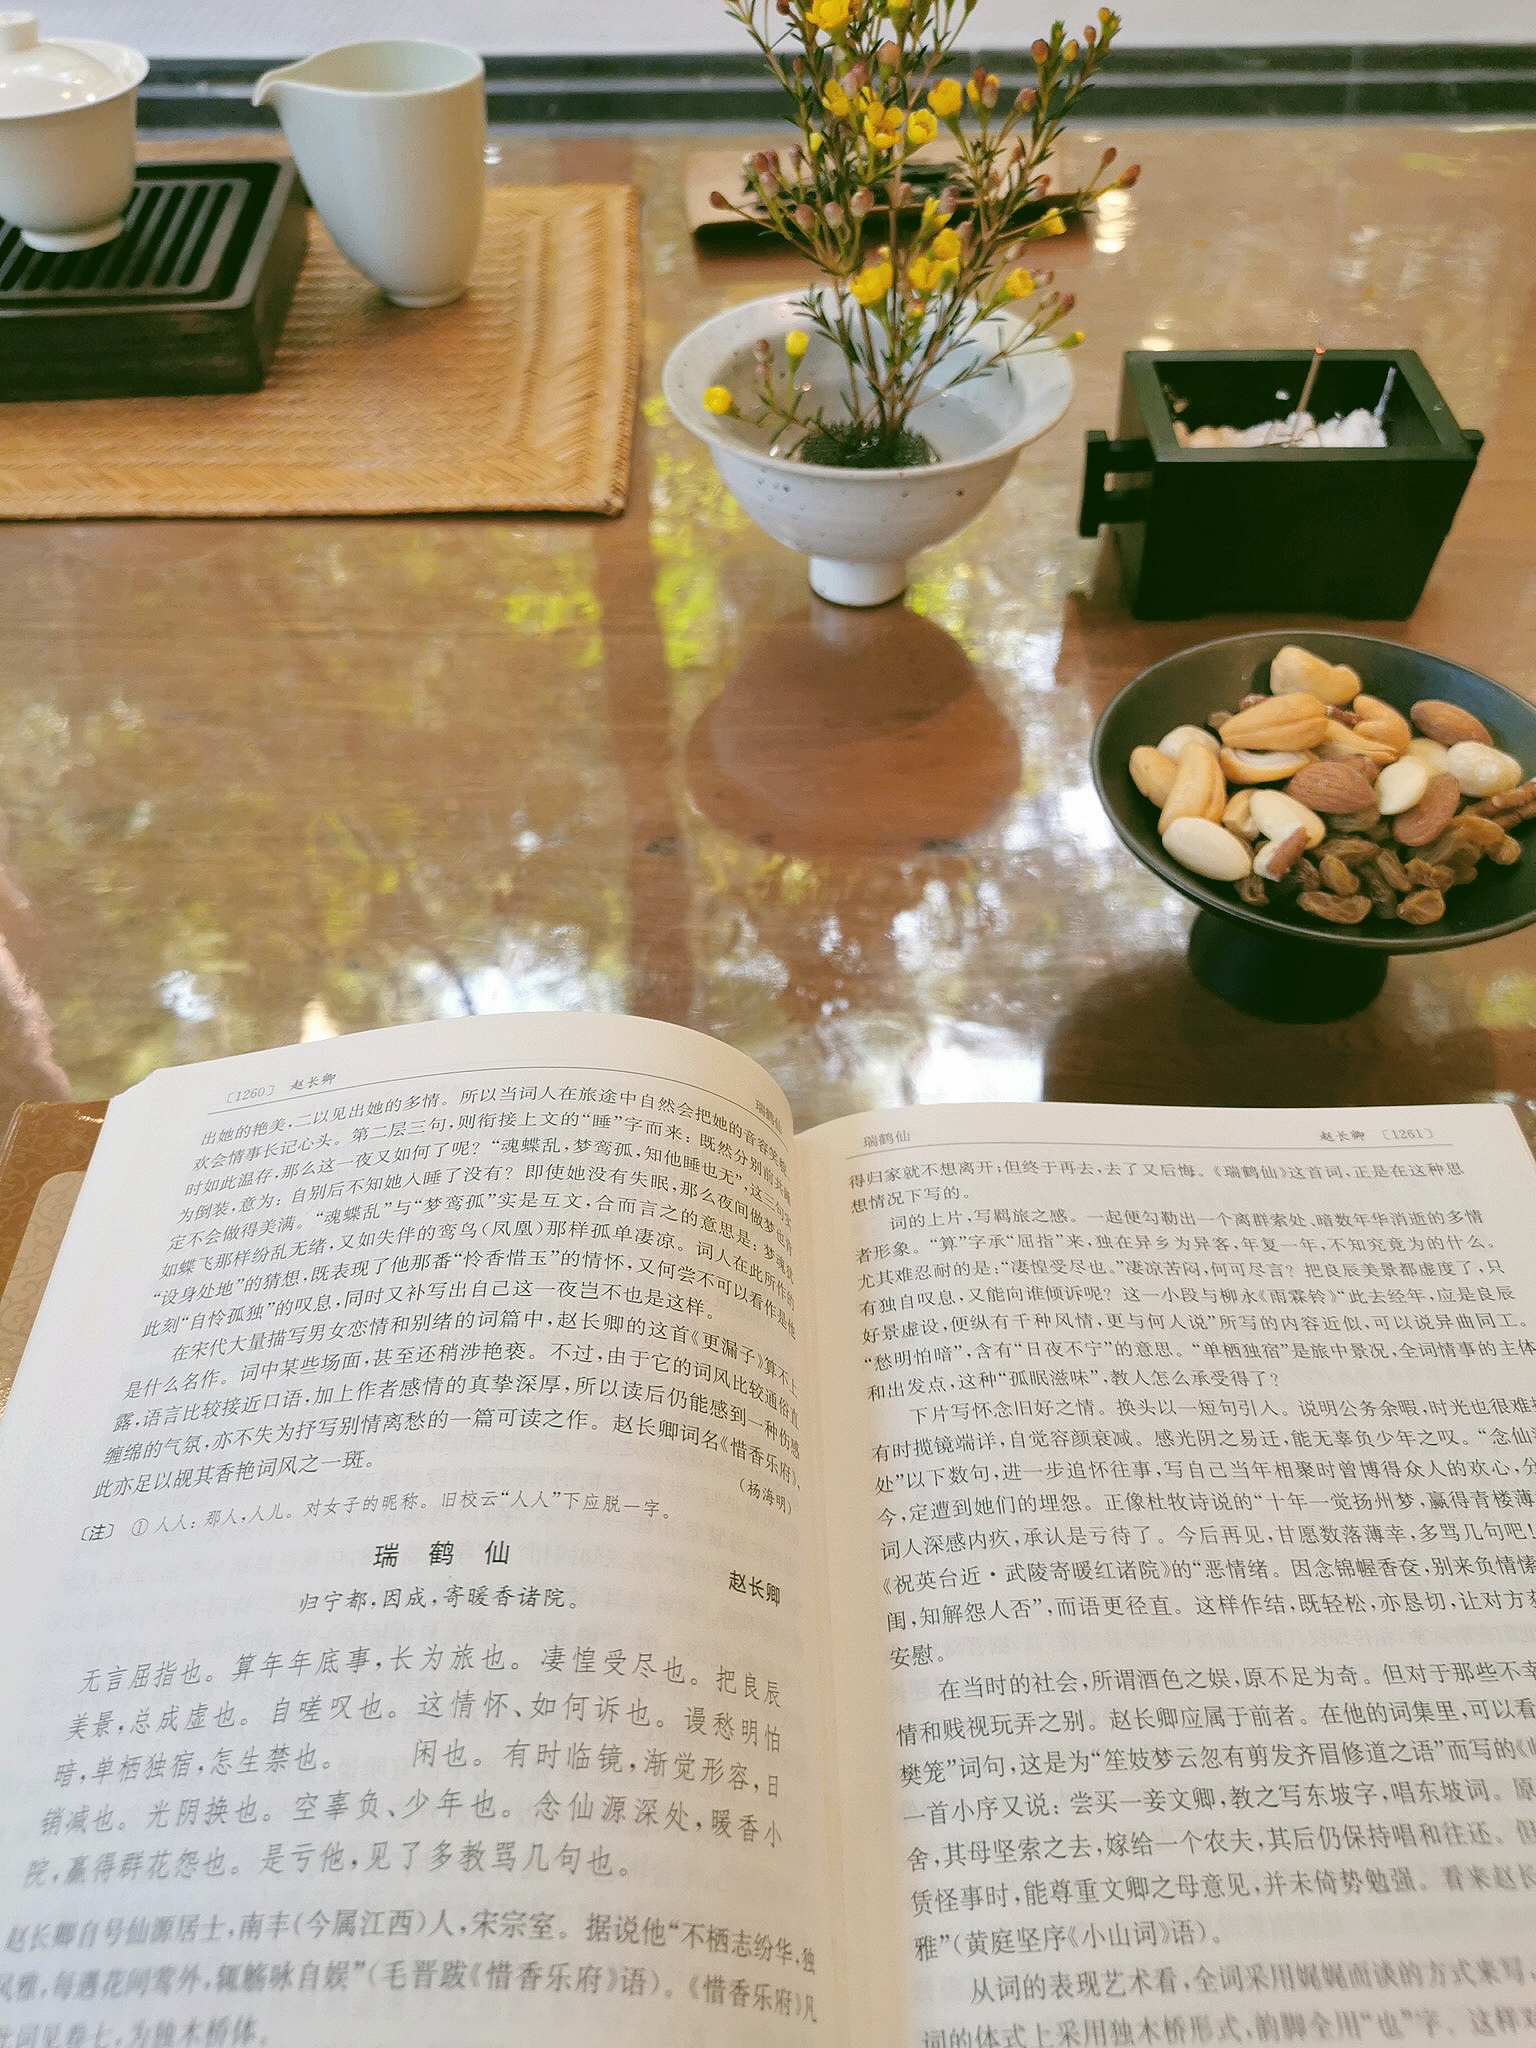 〔1260〕 赵长卿
瑞鹤仙
出她的艳美,二以见出她的多情。所以当词人在旅途中自然会把她的音容笑貌
欢会情事长记心头。第二层三句,则衔接上文的“睡”字而来:既然分别前共
时如此温存,那么这一夜又如何了呢?“魂蝶乱,梦鸾孤,知他睡也无”,这三句
为倒装,意为:自别后不知她人睡了没有?即使她没有失眠,那么夜间做梦也
定不会做得美满。“魂蝶乱”与“梦鸾孤”实是互文,合而言之的意思是:梦魂
如蝶飞那样纷乱无绪,又如失伴的鸾鸟(凤凰)那样孤单凄凉。词人在此所作的
“设身处地”的猜想,既表现了他那番“怜香惜玉”的情怀,又何尝不可以看作是他
此刻“自怜孤独”的叹息,同时又补写出自己这一夜岂不也是这样。
在宋代大量描写男女恋情和别绪的词篇中,赵长卿的这首《更漏子》算不上
是什么名作。词中某些场面,甚至还稍涉艳亵。不过,由于它的词风比较通俗直
露,语言比较接近口语,加上作者感情的真挚深厚,所以读后仍能感到一种伤感
缠绵的气氛,亦不失为抒写别情离愁的一篇可读之作。赵长卿词名《惜香乐府》,
此亦足以觇其香艳词风之一斑。
(杨海明)
〔注〕 ① 人人:那人,人儿。对女子的昵称。旧校云“人人”下应脱一字。
瑞 鹤 仙
赵长卿
归宁都,因成,寄暖香诸院。
无言屈指也。算年年底事,长为旅也。凄惶受尽也。把良辰
美景,总成虚也。自嗟叹也。这情怀、如何诉也。谩愁明怕
暗,单栖独宿,怎生禁也。 闲也。有时临镜,渐觉形容,日
销减也。光阴换也。空辜负、少年也。念仙源深处,暖香小
院,赢得群花怨也。是亏他,见了多教骂几句也。
赵长卿自号仙源居士,南丰(今属江西)人,宋宗室。据说他“不栖志纷华,独
风雅,每遇花间莺外,辄觞咏自娱”(毛晋跋《惜香乐府》语)。《惜香乐府》凡
此词见卷七,为独木桥体。
瑞鹤仙
赵长卿 〔1261〕
得归家就不想离开;但终于再去,去了又后悔。《瑞鹤仙》这首词,正是在这种思
想情况下写的。
词的上片,写羁旅之感。一起便勾勒出一个离群索处、暗数年华消逝的多情
者形象。“算”字承“屈指”来,独在异乡为异客,年复一年,不知究竟为的什么。
尤其难忍耐的是:“凄惶受尽也。”凄凉苦闷,何可尽言?把良辰美景都虚度了,只
有独自叹息,又能向谁倾诉呢?这一小段与柳永《雨霖铃》“此去经年,应是良辰
好景虚设,便纵有千种风情,更与何人说”所写的内容近似,可以说异曲同工。
“愁明怕暗”,含有“日夜不宁”的意思。“单栖独宿”是旅中景况,全词情事的主体
和出发点,这种“孤眠滋味”,教人怎么承受得了?
下片写怀念旧好之情。换头以一短句引人。说明公务余暇,时光也很难
有时揽镜端详,自觉容颜衰减。感光阴之易迁,能无辜负少年之叹。“念仙源
处”以下数句,进一步追怀往事,写自己当年相聚时曾博得众人的欢心,分
今,定遭到她们的埋怨。正像杜牧诗说的“十年一觉扬州梦,赢得青楼薄
词人深感内疚,承认是亏待了。今后再见,甘愿数落薄幸,多骂几句吧!
《祝英台近·武陵寄暖红诸院》的“恶情绪。因念锦幄香奁,别来负情愫
闺,知解怨人否”,而语更径直。这样作结,既轻松,亦恳切,让对方
安慰。
在当时的社会,所谓酒色之娱,原不足为奇。但对于那些不幸
情和贱视玩弄之别。赵长卿应属于前者。在他的词集里,可以看
樊笼”词句,这是为“笙妓梦云忽有剪发齐眉修道之语”而写的《
一首小序又说:尝买一妾文卿,教之写东坡字,唱东坡词。原
舍,其母坚索之去,嫁给一个农夫,其后仍保持唱和往还。但
凭怪事时,能尊重文卿之母意见,并未倚势勉强。看来赵长
雅”(黄庭坚序《小山词》语)。
从词的表现艺术看,全词采用娓娓而谈的方式来写,
词的体式上采用独木桥形式,韵脚全用“也”字。这样对